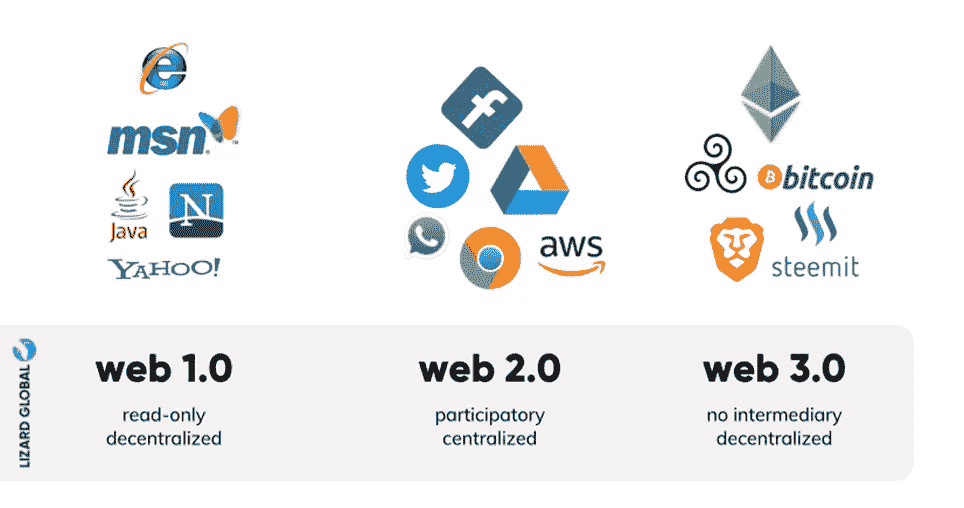 e
msn
Java
N
YAHOO!
f
aws
bitcoin
steemit
LIZARD GLOBAL
web 1.0
read-only
decentralized
web 2.0
participatory
centralized
web 3.0
no intermediary
decentralized